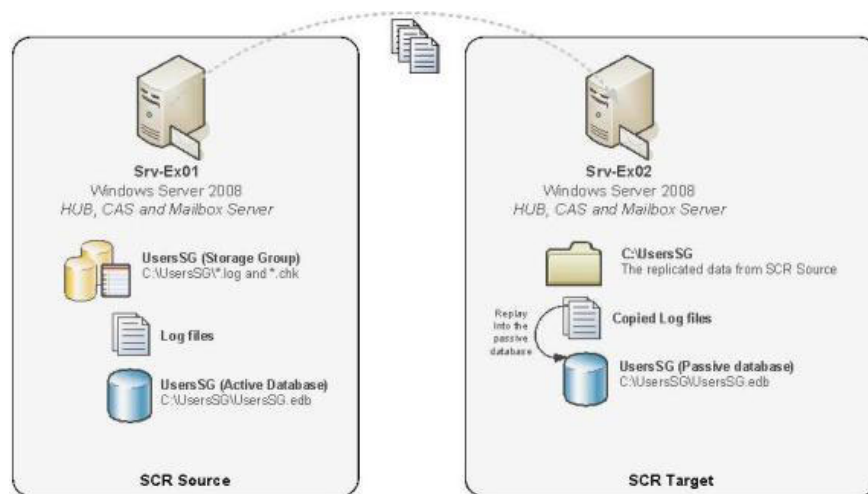 Srv-Ex01
Windows Server 2008
HUB, CAS and Mailbox Server
UsersSG (Storage Group)
C:\UsersSG\*.log and *.chk
Log files
UsersSG (Active Database)
C:\UsersSG\UsersSG.edb
SCR Source
Srv-Ex02
Windows Server 2008
HUB, CAS and Mailbox Server
C:\UsersSG
The replicated data from SCR Source
Replay
into the
passive
database
Copied Log files
UsersSG (Passive database)
C:\UsersSG\UsersSG.edb
SCR Target